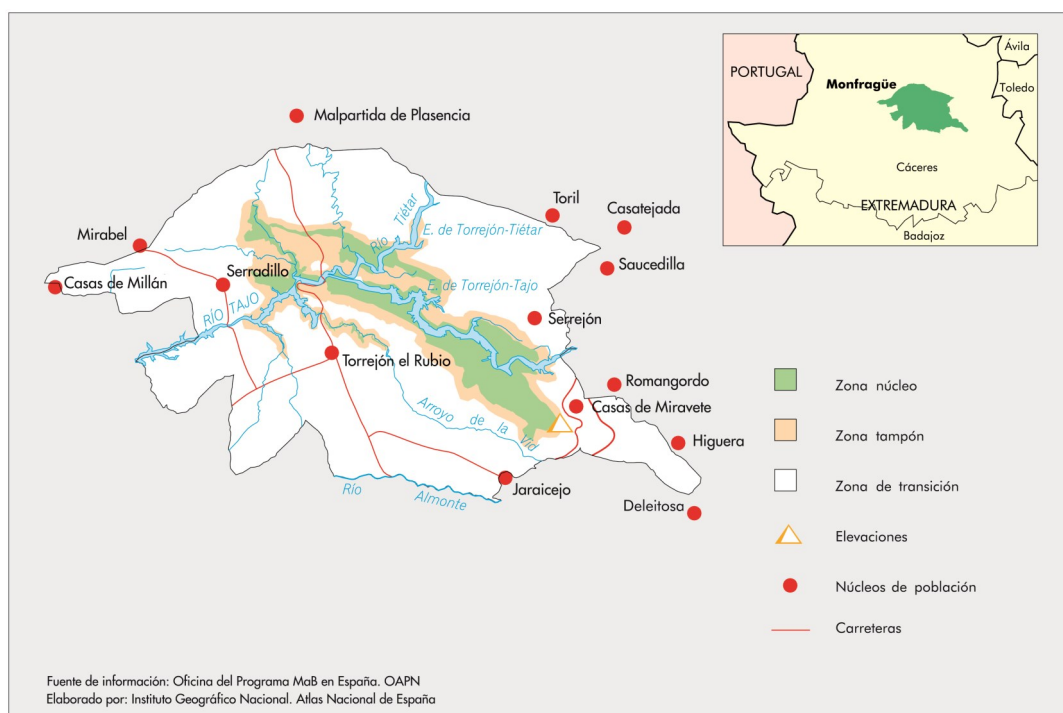 PORTUGAL
Ávila
Toledo
Monfragüe
Cáceres
EXTREMADURA
Badajoz
Malpartida de Plasencia
Toril
Casatejada
Río Tiétar
E. de Torrejón-Tiétar
Mirabel
Saucedilla
Casas de Millán
Serradillo
E. de Torrejón-Tajo
RÍO TAJO
Serrejón
Torrejón el Rubio
Romangordo
Casas de Miravete
Arroyo de la Vid
Higuera
Jaraicejo
Río Almonte
Deleitosa
Zona núcleo
Zona tampón
Zona de transición
Elevaciones
Núcleos de población
Carreteras
Fuente de información: Oficina del Programa MaB en España. OAPN
Elaborado por: Instituto Geográfico Nacional. Atlas Nacional de España